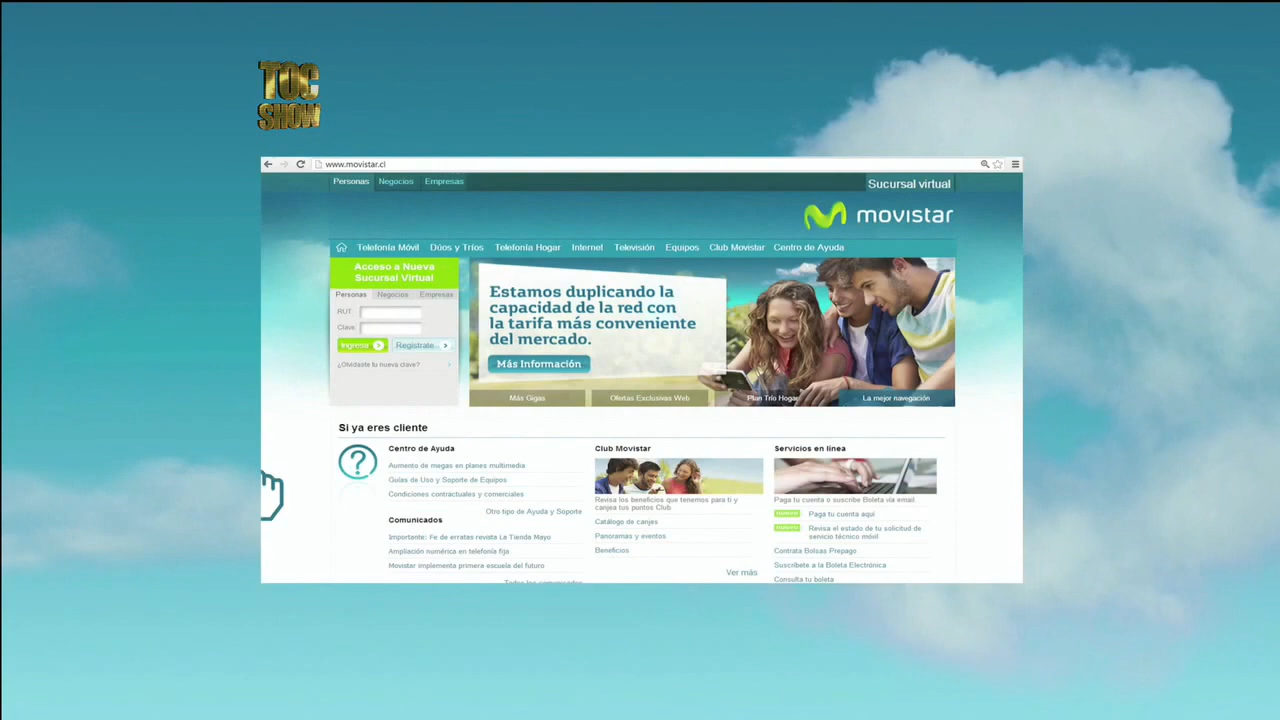 TOC
SHOW
www.movistar.cl
Personas Negocios Empresas
Sucursal virtual
movistar
Telefonía Móvil Dúos y Tríos Telefonía Hogar Internet Televisión Equipos Club Movistar Centro de Ayuda
Acceso a Nueva
Sucursal Virtual
Personas Negocios Empresas
RUT:
Clave:
Ingresa
Regístrate...
¿Olvidaste tu nueva clave?
Estamos duplicando la
capacidad de la red con
la tarifa más conveniente
del mercado.
Más Información
Más Gigas
Ofertas Exclusivas Web
Plan Trío Hogar
La mejor navegación
Si ya eres cliente
Centro de Ayuda
Aumento de megas en planes multimedia
Guías de Uso y Soporte de Equipos
Condiciones contractuales y comerciales
Otro tipo de Ayuda y Soporte
Comunicados
Importante: Fe de erratas revista La Tienda Mayo
Ampliación numérica en telefonía fija
Movistar implementa primera escuela del futuro
Todos los comunicados
Club Movistar
Revisa los beneficios que tenemos para ti y
canjea tus puntos Club.
Catálogo de canjes
Panoramas y eventos
Beneficios
Ver más
Servicios en línea
Paga tu cuenta o suscribe Boleta vía email
nuevo Paga tu cuenta aquí
nuevo Revisa el estado de tu solicitud de
servicio técnico móvil
Contrata Bolsas Prepago
Suscríbete a la Boleta Electrónica
Consulta tu boleta